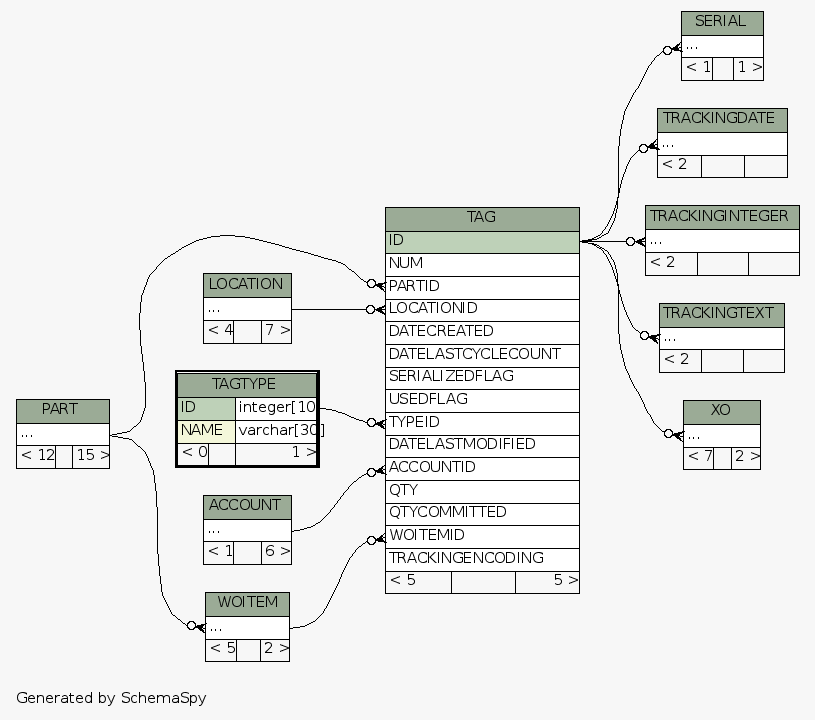 SERIAL
...
< 1 1 >
TRACKINGDATE
...
< 2
TRACKINGINTEGER
...
< 2
TRACKINGTEXT
...
< 2
XO
...
< 7 2 >
TAG
ID
NUM
PARTID
LOCATIONID
DATECREATED
DATELASTCYCLECOUNT
SERIALIZEDFLAG
USEDFLAG
TYPEID
DATELASTMODIFIED
ACCOUNTID
QTY
QTYCOMMITTED
WOITEMID
TRACKINGENCODING
< 5 5 >
LOCATION
...
< 4 7 >
TAGTYPE
ID integer[10
NAME varchar[30]
< 0 1 >
PART
...
< 12 15 >
ACCOUNT
...
< 1 6 >
WOITEM
...
< 5 2 >
Generated by SchemaSpy